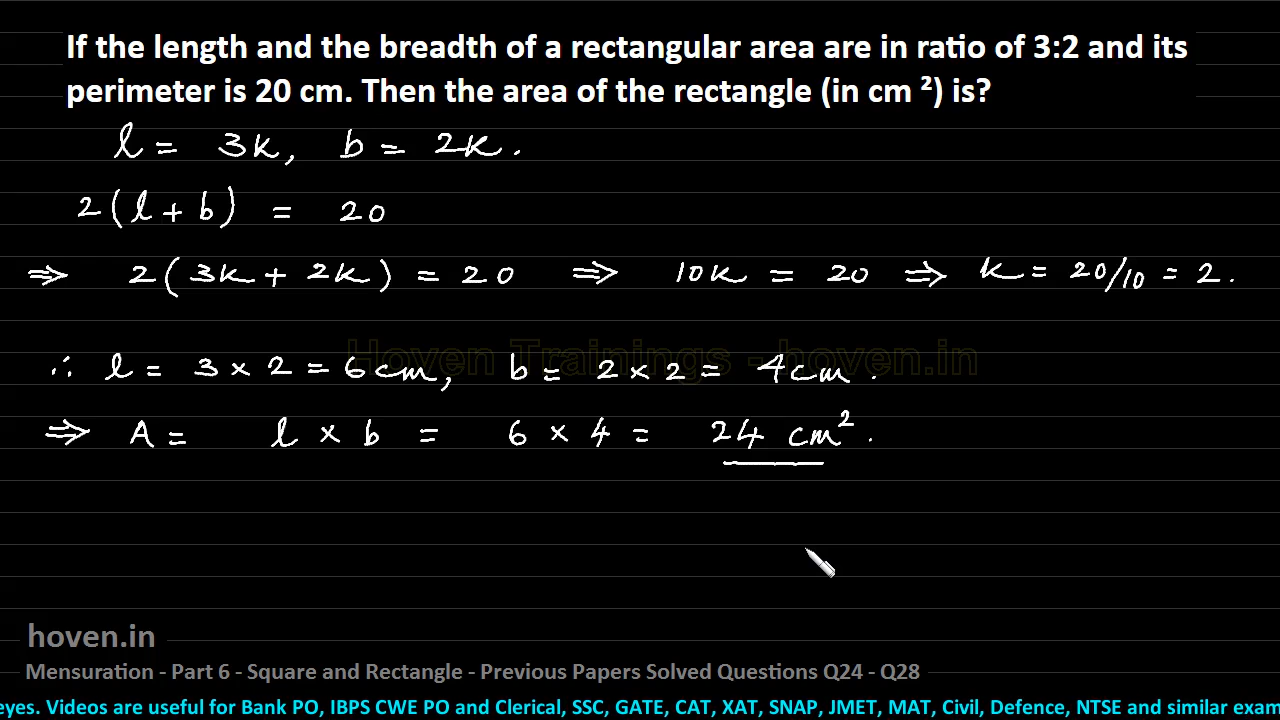 If the length and the breadth of a rectangular area are in ratio of 3:2 and its
perimeter is 20 cm. Then the area of the rectangle (in cm ²) is?
l = 3k, b = 2k.
2(l + b) = 20
⇒ 2(3k + 2k) = 20 ⇒ 10k = 20 ⇒ k = 20/10 = 2.
Hoven Trainings - hoven.in
∴ l = 3 × 2 = 6cm, b = 2 × 2 = 4cm.
⇒ A = l × b = 6 × 4 = 24 cm².
hoven.in
Mensuration - Part 6 - Square and Rectangle - Previous Papers Solved Questions Q24 - Q28
eyes. Videos are useful for Bank PO, IBPS CWE PO and Clerical, SSC, GATE, CAT, XAT, SNAP, JMET, MAT, Civil, Defence, NTSE and similar exam